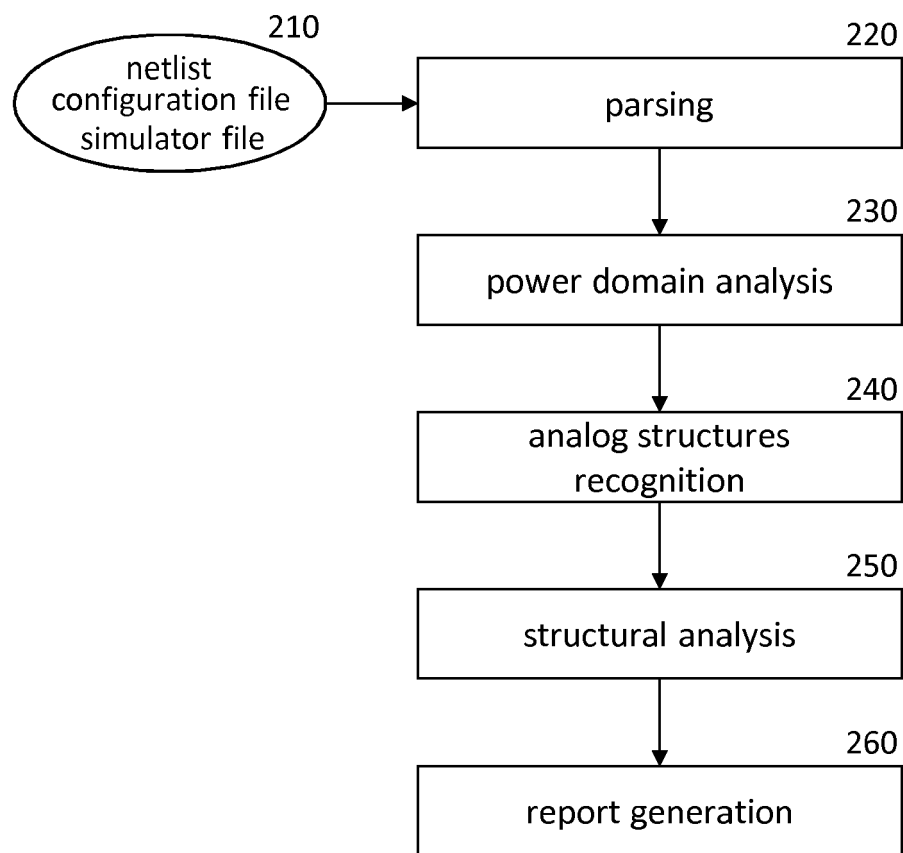 210
netlist
configuration file
simulator file
220
parsing
230
power domain analysis
240
analog structures
recognition
250
structural analysis
260
report generation